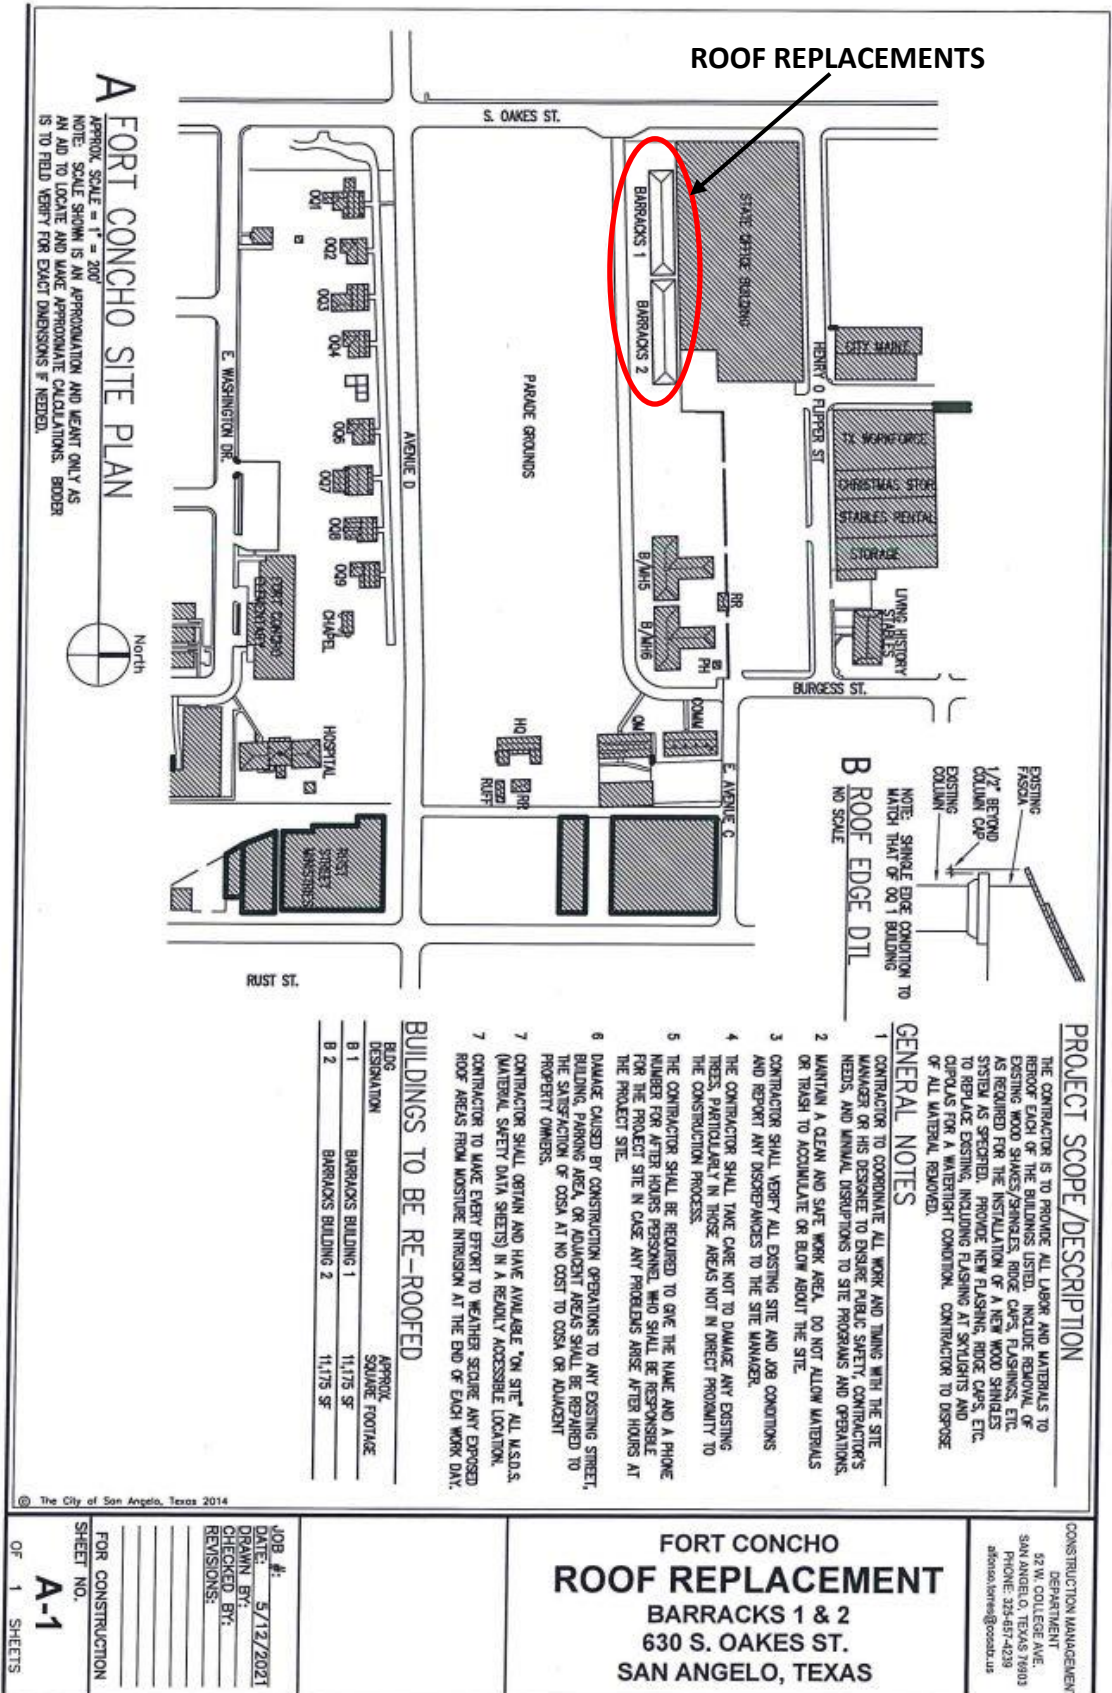 ROOF REPLACEMENTS
S. OAKES ST.
BARRACKS 1
BARRACKS 2
STATE OFFICE BUILDING
HENRY O FLIPPER ST
CITY MAINT.
TX WORKFORCE
CHRISTMAS STOR
STABLES RENTAL
STORAGE
LIVING HISTORY
STABLES
BURGESS ST.
PARADE GROUNDS
AVENUE D
E. WASHINGTON DR.
OQ1
OQ2
OQ3
OQ4
OQ6
OQ7
OQ8
OQ9
CHAPEL
FORT CONCHO
ELEMENTARY
B/MH5
B/MH6
RR
PH
QM
COMM
E. AVENUE C
HQ
RR
RUFF
HOSPITAL
RUST
STREET
MINISTRIES
RUST ST.
North
A FORT CONCHO SITE PLAN
APPROX. SCALE = 1" = 200'
NOTE: SCALE SHOWN IS AN APPROXIMATION AND MEANT ONLY AS
AN AID TO LOCATE AND MAKE APPROXIMATE CALCULATIONS. BIDDER
IS TO FIELD VERIFY FOR EXACT DIMENSIONS IF NEEDED.
EXISTING
FASCIA
1/2" BEYOND
COLUMN CAP
EXISTING
COLUMN
NOTE: SHINGLE EDGE CONDITION TO
MATCH THAT OF OQ 1 BUILDING
B ROOF EDGE DTL
NO SCALE
PROJECT SCOPE/DESCRIPTION
THE CONTRACTOR IS TO PROVIDE ALL LABOR AND MATERIALS TO
REROOF EACH OF THE BUILDINGS LISTED. INCLUDE REMOVAL OF
EXISTING WOOD SHAKES/SHINGLES, RIDGE CAPS, FLASHINGS, ETC.
AS REQUIRED FOR THE INSTALLATION OF A NEW WOOD SHINGLES
SYSTEM AS SPECIFIED. PROVIDE NEW FLASHING, RIDGE CAPS, ETC.
TO REPLACE EXISTING, INCLUDING FLASHING AT SKYLIGHTS AND
CUPOLAS FOR A WATERTIGHT CONDITION. CONTRACTOR TO DISPOSE
OF ALL MATERIAL REMOVED.
GENERAL NOTES
1 CONTRACTOR TO COORDINATE ALL WORK AND TIMING WITH THE SITE
MANAGER OR HIS DESIGNEE TO ENSURE PUBLIC SAFETY, CONTRACTOR'S
NEEDS, AND MINIMAL DISRUPTIONS TO SITE PROGRAMS AND OPERATIONS.
2 MAINTAIN A CLEAN AND SAFE WORK AREA. DO NOT ALLOW MATERIALS
OR TRASH TO ACCUMULATE OR BLOW ABOUT THE SITE.
3 CONTRACTOR SHALL VERIFY ALL EXISTING SITE AND JOB CONDITIONS
AND REPORT ANY DISCREPANCIES TO THE SITE MANAGER.
4 THE CONTRACTOR SHALL TAKE CARE NOT TO DAMAGE ANY EXISTING
TREES, PARTICULARLY IN THOSE AREAS NOT IN DIRECT PROXIMITY TO
THE CONSTRUCTION PROCESS.
5 THE CONTRACTOR SHALL BE REQUIRED TO GIVE THE NAME AND A PHONE
NUMBER FOR AFTER HOURS PERSONNEL WHO SHALL BE RESPONSIBLE
FOR THE PROJECT SITE IN CASE ANY PROBLEMS ARISE AFTER HOURS AT
THE PROJECT SITE.
6 DAMAGE CAUSED BY CONSTRUCTION OPERATIONS TO ANY EXISTING STREET,
BUILDING, PARKING AREA, OR ADJACENT AREAS SHALL BE REPAIRED TO
THE SATISFACTION OF COSA AT NO COST TO COSA OR ADJACENT
PROPERTY OWNERS.
7 CONTRACTOR SHALL OBTAIN AND HAVE AVAILABLE "ON SITE" ALL M.S.D.S.
(MATERIAL SAFETY DATA SHEETS) IN A READILY ACCESSIBLE LOCATION.
7 CONTRACTOR TO MAKE EVERY EFFORT TO WEATHER SECURE ANY EXPOSED
ROOF AREAS FROM MOISTURE INTRUSION AT THE END OF EACH WORK DAY.
BUILDINGS TO BE RE-ROOFED
BLDG
DESIGNATION
APPROX.
SQUARE FOOTAGE
B 1 BARRACKS BUILDING 1 11,175 SF
B 2 BARRACKS BUILDING 2 11,175 SF
© The City of San Angelo, Texas 2014
CONSTRUCTION MANAGEMENT
DEPARTMENT
52 W. COLLEGE AVE.
SAN ANGELO, TEXAS 76903
PHONE: 325-657-4239
alfonso.torres@cosatx.us
FORT CONCHO
ROOF REPLACEMENT
BARRACKS 1 & 2
630 S. OAKES ST.
SAN ANGELO, TEXAS
JOB #:
DATE: 5/12/2021
DRAWN BY:
CHECKED BY:
REVISIONS:
FOR CONSTRUCTION
SHEET NO.
A-1
OF 1 SHEETS